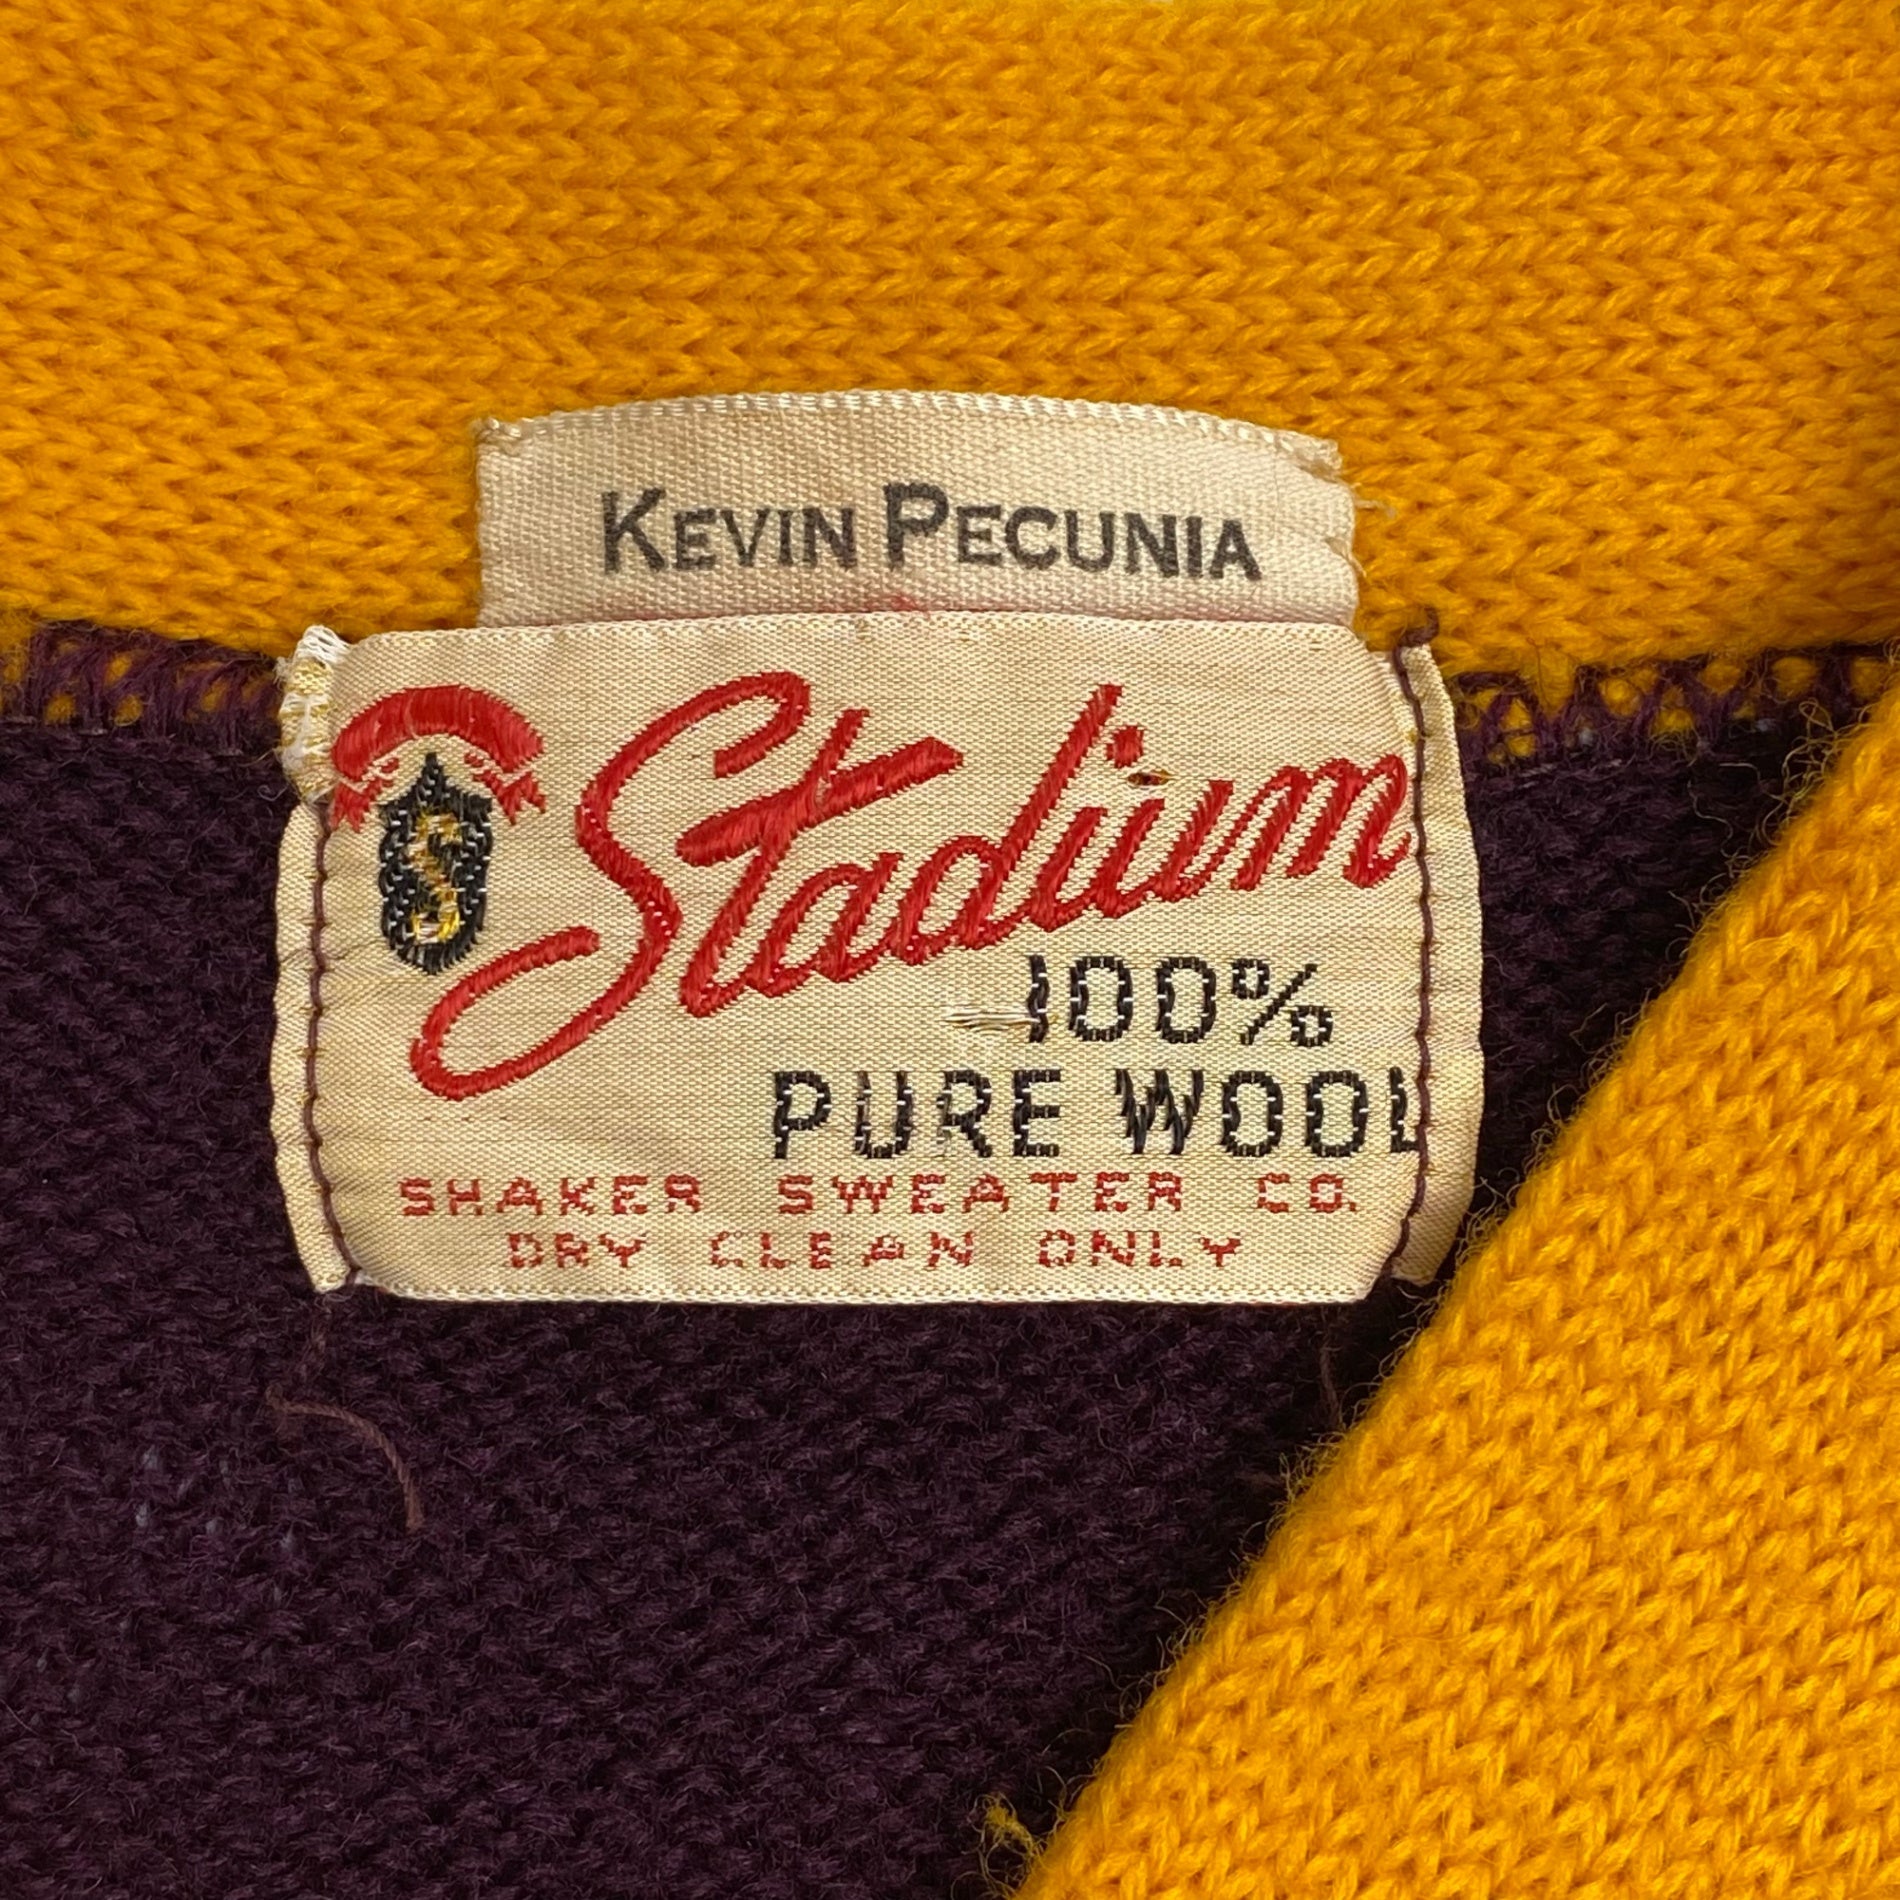 KEVIN PECUNIA
S
Stadium
100%
PURE WOOL
SHAKER SWEATER CO.
DRY CLEAN ONLY